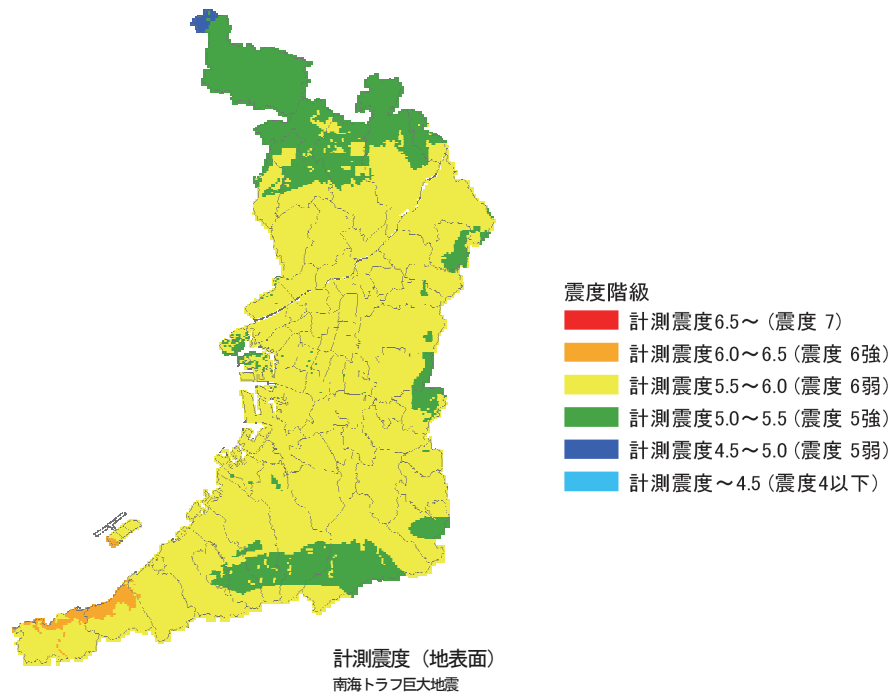 震度階級
計測震度6.5～ (震度 7)
計測震度6.0～6.5 (震度 6強)
計測震度5.5～6.0 (震度 6弱)
計測震度5.0～5.5 (震度 5強)
計測震度4.5～5.0 (震度 5弱)
計測震度～4.5 (震度4以下)
計測震度（地表面）
南海トラフ巨大地震